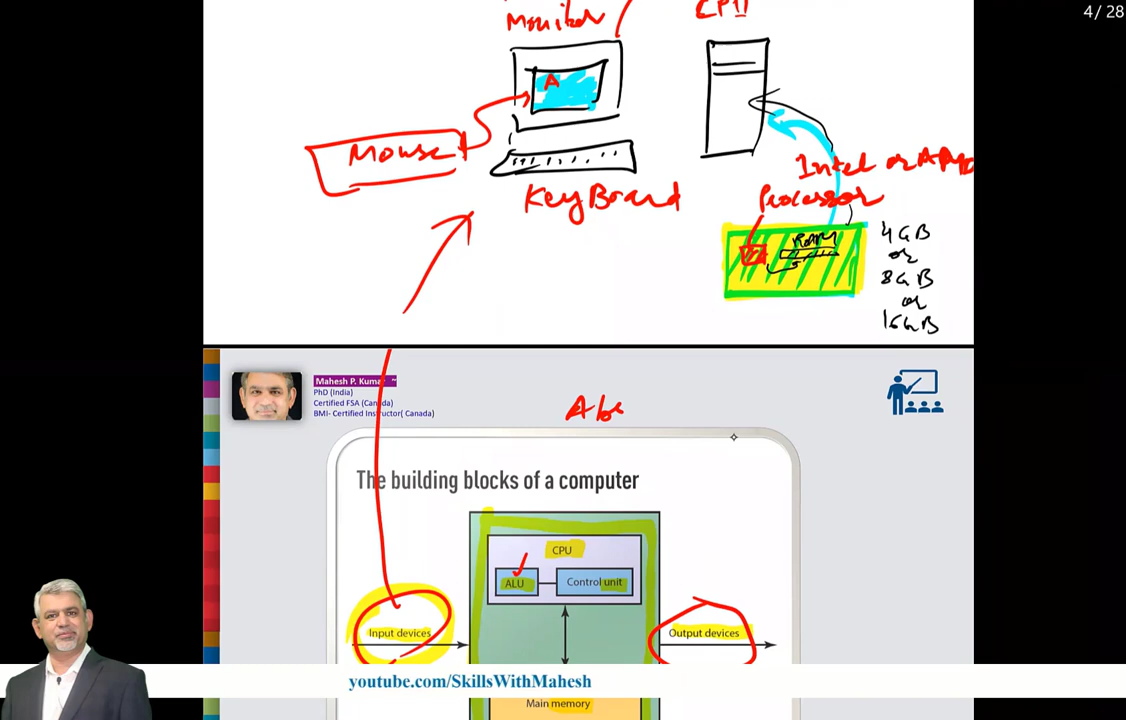 4/ 28
Monitor
CPU
A
Mouse
Intel or AMD
KeyBoard
Processor
RAM
4GB
or
8GB
or
16GB
Mahesh P. Kumar
PhD (India)
Certified FSA (Canada)
BMI- Certified Instructor( Canada)
The building blocks of a computer
CPU
ALU
Control unit
Input devices
Output devices
youtube.com/SkillsWithMahesh
Main memory